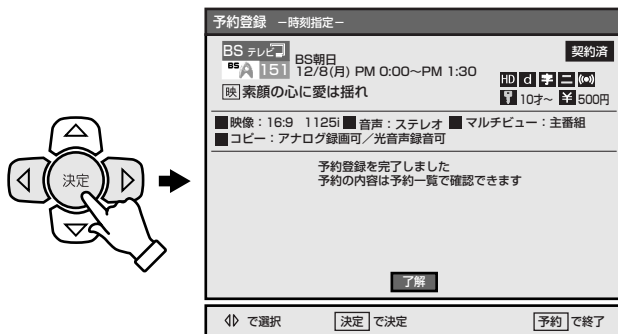 予約登録 －時刻指定－
BS テレビ
契約済
BS朝日
BS 151 12/8(月) PM 0:00～PM 1:30
HD d 字 二
映 素顔の心に愛は揺れ
10才～ ¥ 500円
映像：16:9 1125i 音声：ステレオ マルチビュー：主番組
コピー：アナログ録画可／光音声録音可
決定
予約登録を完了しました
予約の内容は予約一覧で確認できます
了解
で選択 決定 で決定 予約 で終了